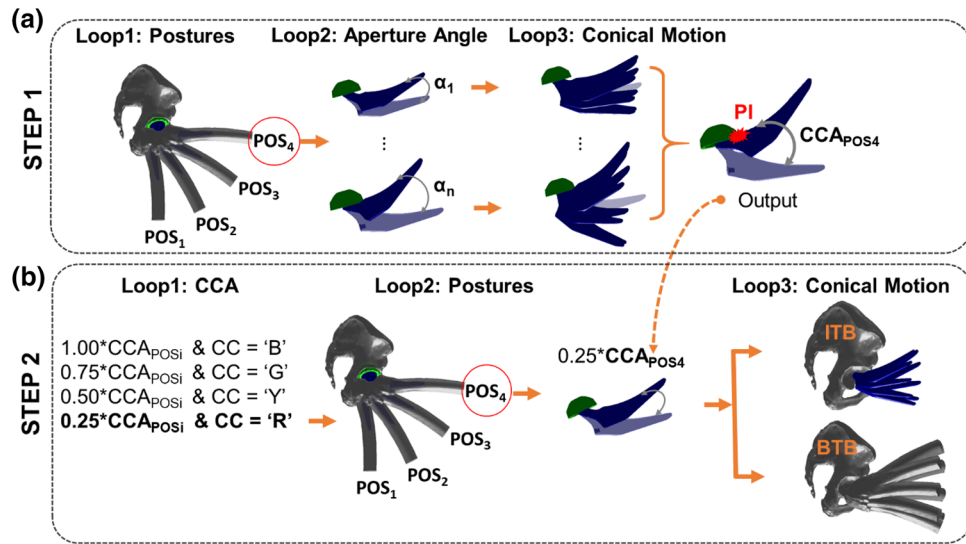 (a)
STEP 1
Loop1: Postures
Loop2: Aperture Angle
Loop3: Conical Motion
POS4
POS3
POS2
POS1
α1
⋮
αn
⋮
PI
CCAPOS4
Output
(b)
STEP 2
Loop1: CCA
Loop2: Postures
Loop3: Conical Motion
1.00*CCAPOSi & CC = ‘B’
0.75*CCAPOSi & CC = ‘G’
0.50*CCAPOSi & CC = ‘Y’
0.25*CCAPOSi & CC = ‘R’
POS4
POS3
POS2
POS1
0.25*CCAPOS4
ITB
BTB